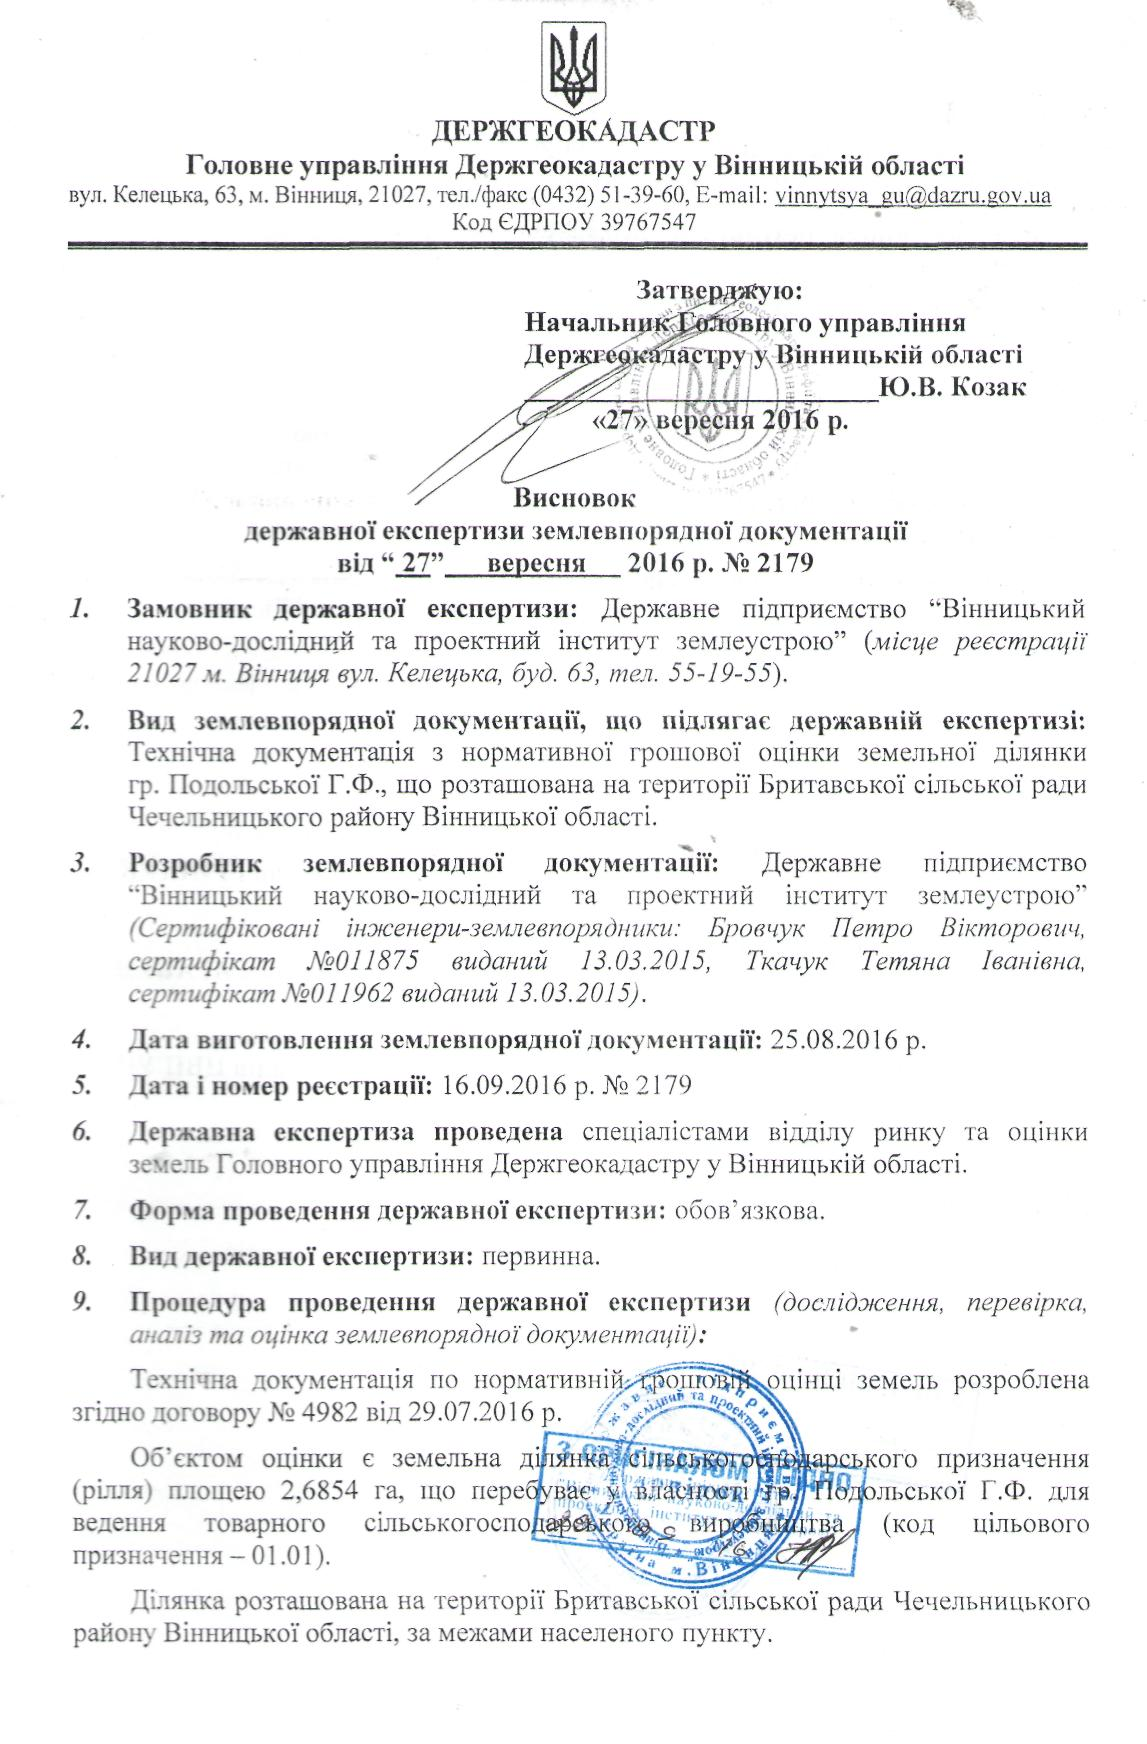 ДЕРЖГЕОКАДАСТР
Головне управління Держгеокадастру у Вінницькій області
вул. Келецька, 63, м. Вінниця, 21027, тел./факс (0432) 51-39-60, E-mail: vinnytsya_gu@dazru.gov.ua
Код ЄДРПОУ 39767547
Затверджую:
Начальник Головного управління
Держгеокадастру у Вінницькій області
Ю.В. Козак
«27» вересня 2016 р.
Висновок
державної експертизи землевпорядної документації
від “ 27” вересня 2016 р. № 2179
1. Замовник державної експертизи: Державне підприємство “Вінницький
науково-дослідний та проектний інститут землеустрою” (місце реєстрації
21027 м. Вінниця вул. Келецька, буд. 63, тел. 55-19-55).
2. Вид землевпорядної документації, що підлягає державній експертизі:
Технічна документація з нормативної грошової оцінки земельної ділянки
гр. Подольської Г.Ф., що розташована на території Бритавської сільської ради
Чечельницького району Вінницької області.
3. Розробник землевпорядної документації: Державне підприємство
“Вінницький науково-дослідний та проектний інститут землеустрою”
(Сертифіковані інженери-землевпорядники: Бровчук Петро Вікторович,
сертифікат №011875 виданий 13.03.2015, Ткачук Тетяна Іванівна,
сертифікат №011962 виданий 13.03.2015).
4. Дата виготовлення землевпорядної документації: 25.08.2016 р.
5. Дата і номер реєстрації: 16.09.2016 р. № 2179
6. Державна експертиза проведена спеціалістами відділу ринку та оцінки
земель Головного управління Держгеокадастру у Вінницькій області.
7. Форма проведення державної експертизи: обов’язкова.
8. Вид державної експертизи: первинна.
9. Процедура проведення державної експертизи (дослідження, перевірка,
аналіз та оцінка землевпорядної документації):
Технічна документація по нормативній грошовій оцінці земель розроблена
згідно договору № 4982 від 29.07.2016 р.
Об’єктом оцінки є земельна ділянка сільськогосподарського призначення
(рілля) площею 2,6854 га, що перебуває у власності гр. Подольської Г.Ф. для
ведення товарного сільськогосподарського виробництва (код цільового
призначення – 01.01).
З ОРИГІНАЛОМ ЗГІДНО
Ділянка розташована на території Бритавської сільської ради Чечельницького
району Вінницької області, за межами населеного пункту.